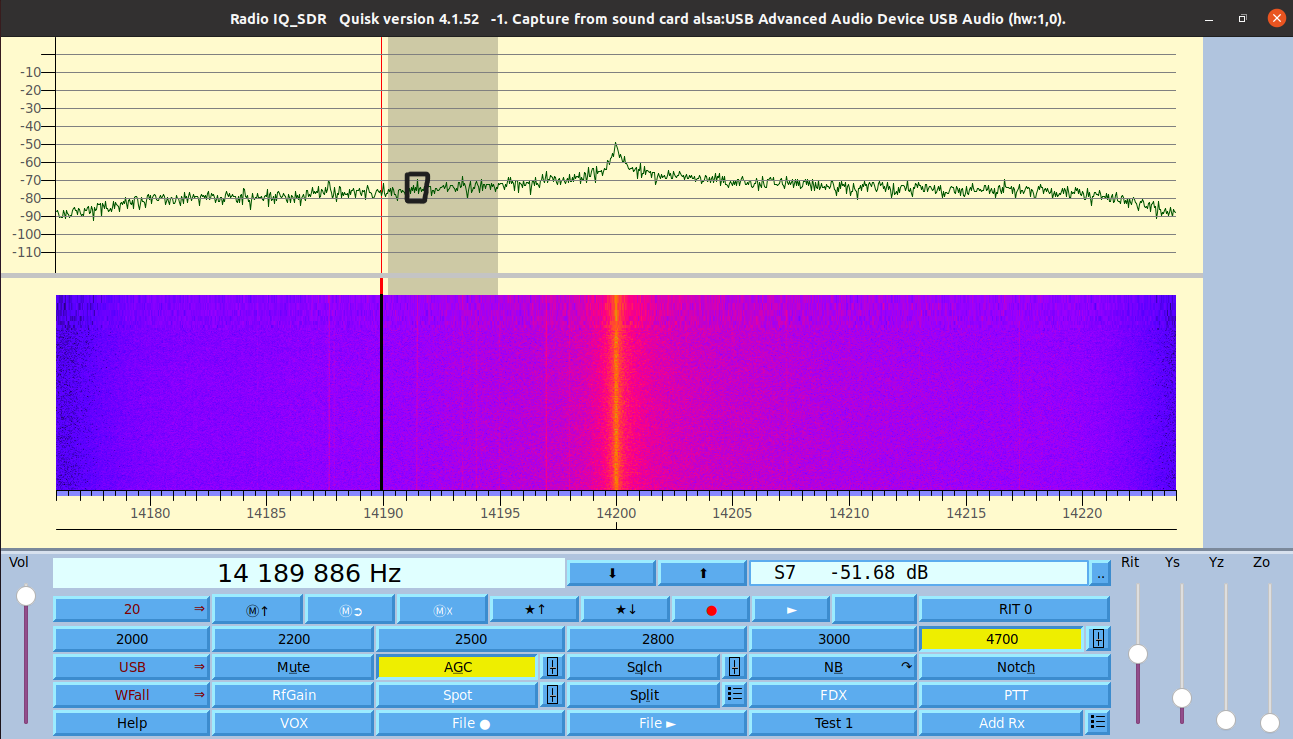 Radio IQ_SDR Quisk version 4.1.52 -1. Capture from sound card alsa:USB Advanced Audio Device USB Audio (hw:1,0).
-10
-20
-30
-40
-50
-60
-70
-80
-90
-100
-110
14180 14185 14190 14195 14200 14205 14210 14215 14220
Vol 14 189 886 Hz ⬇ ⬆ S7 -51.68 dB .. Rit Ys Yz Zo
20 ⇒ Ⓜ↑ Ⓜ➲ Ⓜ☓ ★↑ ★↓ ● ► RIT 0
2000 2200 2500 2800 3000 4700
USB ⇒ Mute AGC Sqlch NB ↷ Notch
WFall ⇒ RfGain Spot Split FDX PTT
Help VOX File ● File ► Test 1 Add Rx